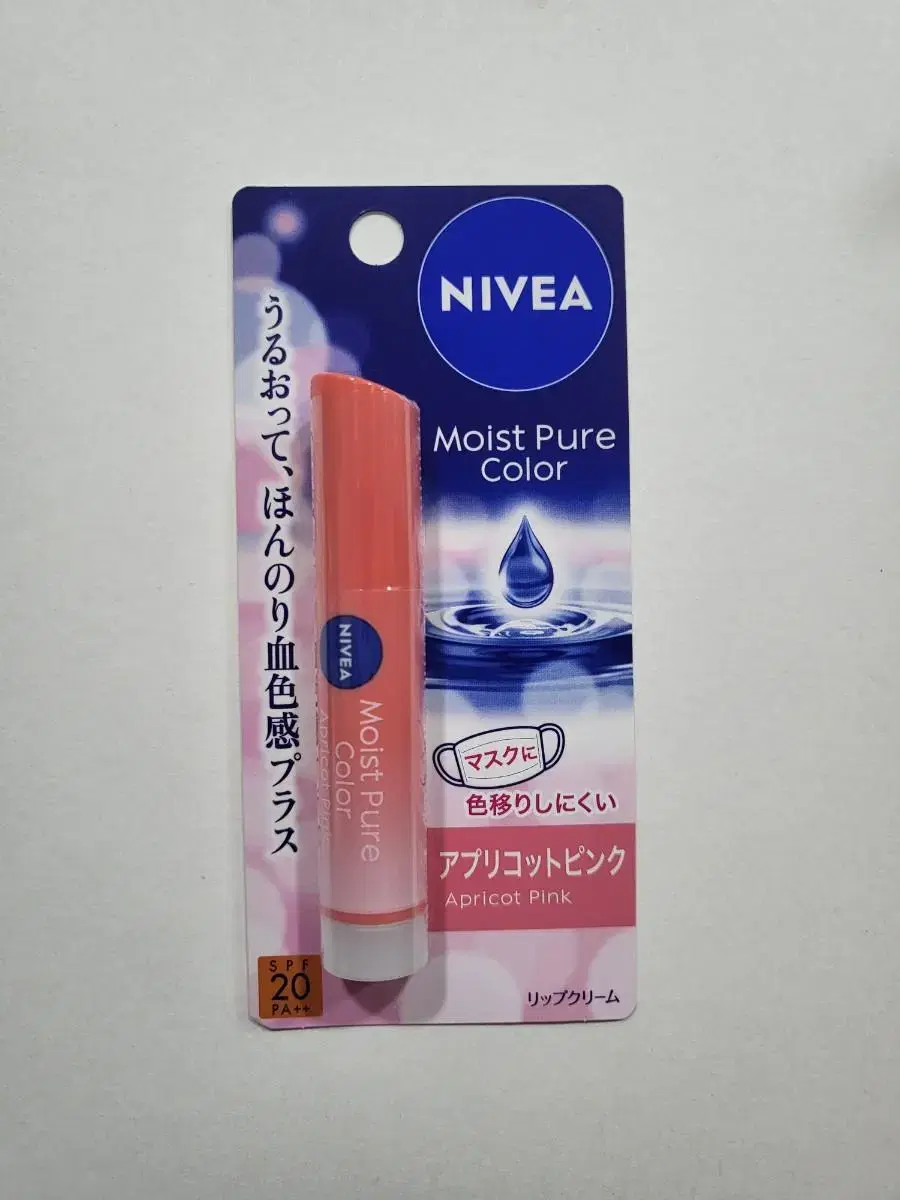 NIVEA
Moist Pure
Color
うるおって、ほんのり血色感プラス
NIVEA
Moist Pure
Color
Apricot Pink
マスクに
色移りしにくい
アプリコットピンク
Apricot Pink
SPF
20
PA++
リップクリーム